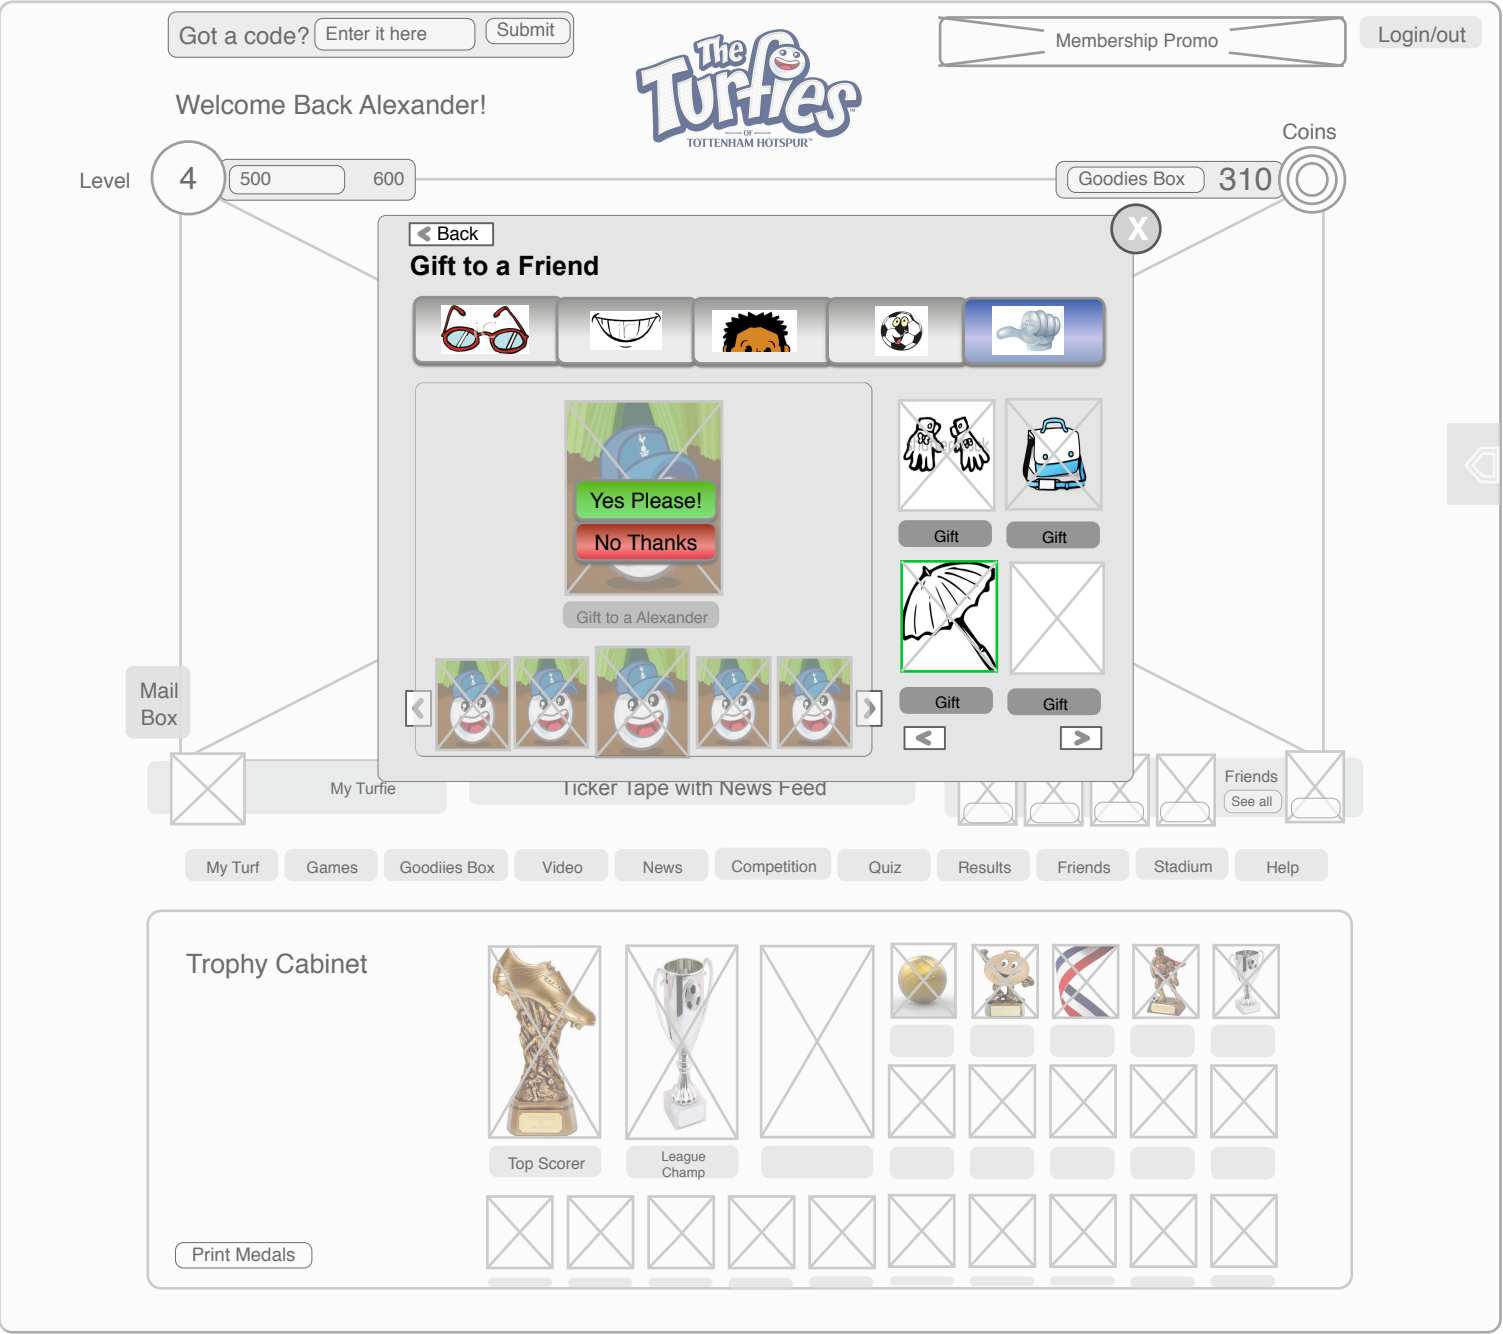 Got a code?
Enter it here
Submit
The
Turfies
OF
TOTTENHAM HOTSPUR™
Membership Promo
Login/out
Welcome Back Alexander!
Coins
Level
4
500
600
Goodies Box
310
Back
X
Gift to a Friend
Yes Please!
No Thanks
Gift to a Alexander
Gift
Gift
Gift
Gift
Mail
Box
My Turfie
Ticker Tape with News Feed
Friends
See all
My Turf
Games
Goodiies Box
Video
News
Competition
Quiz
Results
Friends
Stadium
Help
Trophy Cabinet
Top Scorer
League
Champ
Print Medals